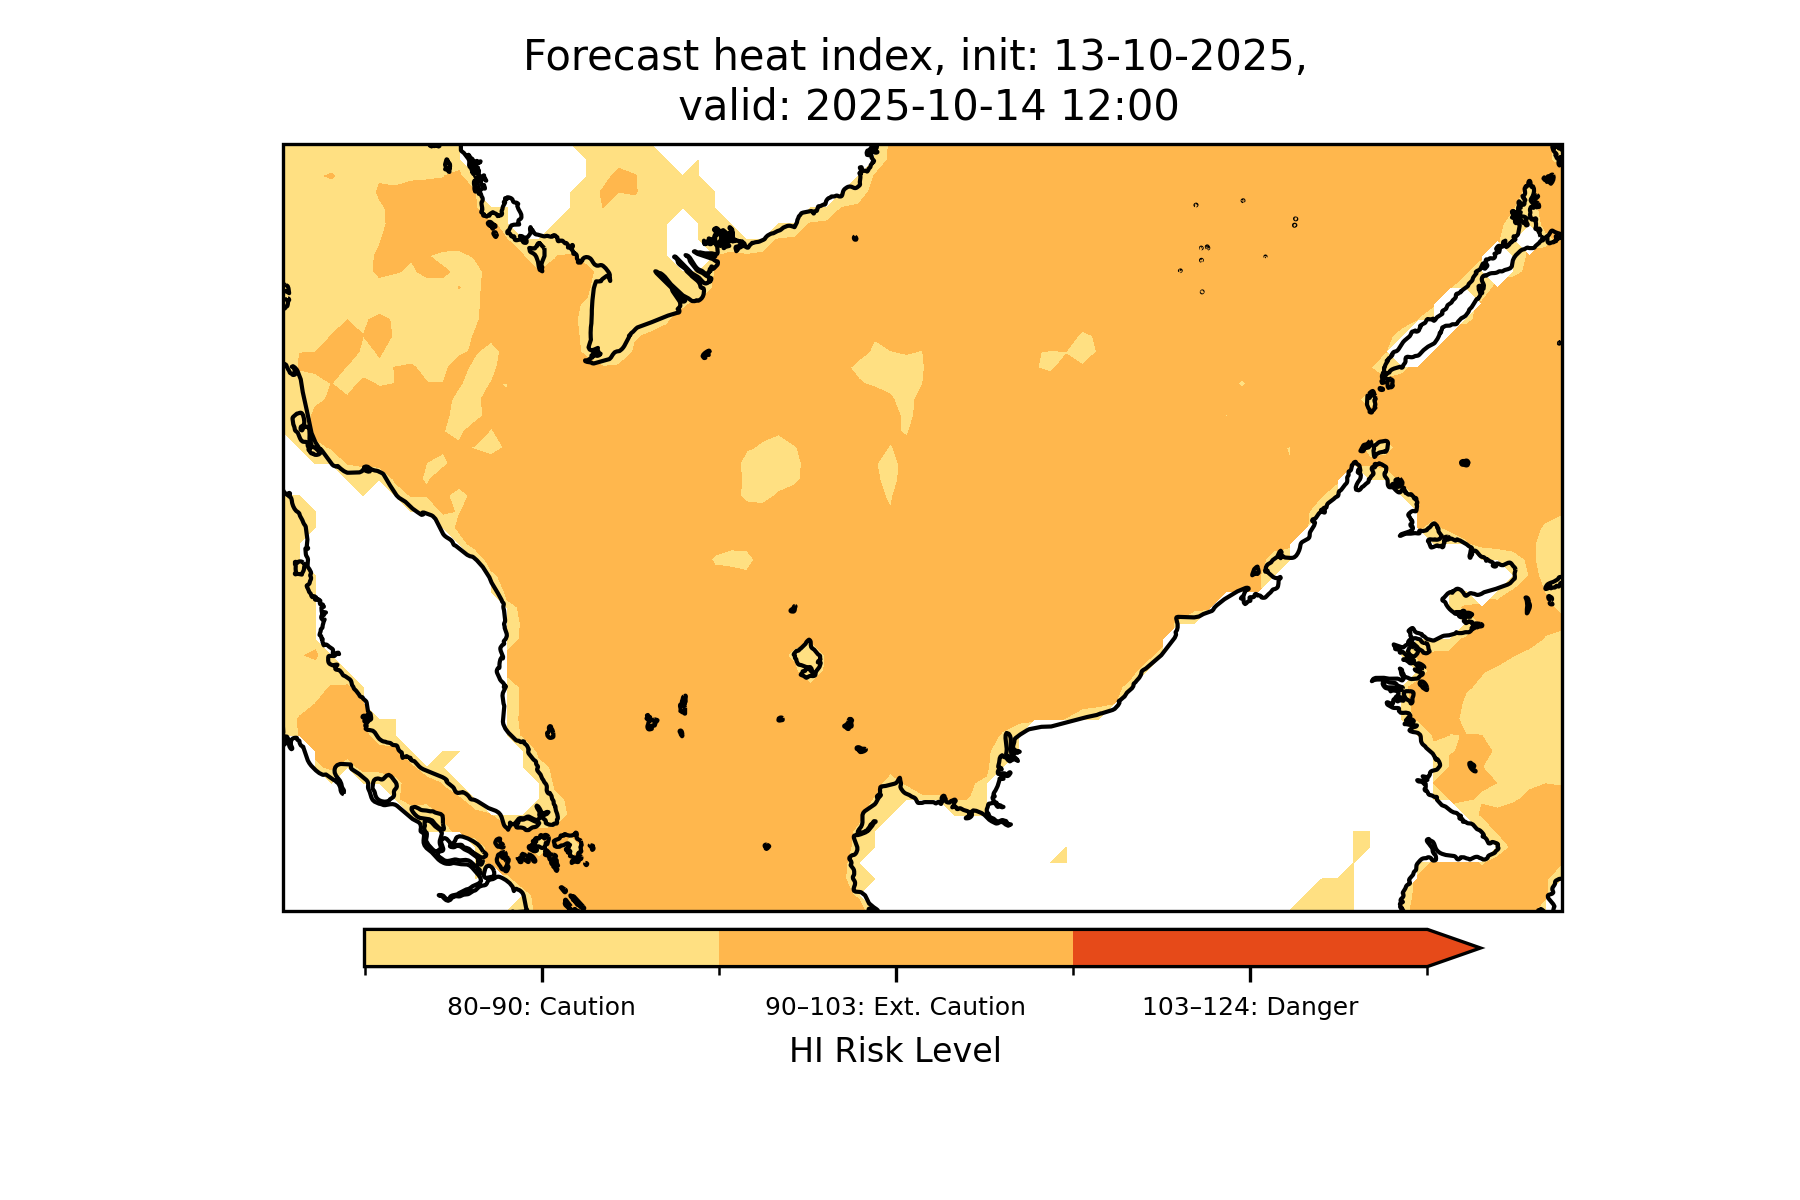 Forecast heat index, init: 13-10-2025,
valid: 2025-10-14 12:00
80–90: Caution
90–103: Ext. Caution
103–124: Danger
HI Risk Level